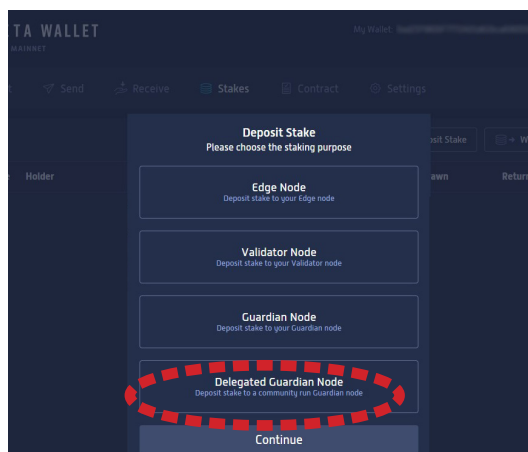 TA WALLET
MAINNET
My Wallet
Send
Receive
Stakes
Contract
Settings
Deposit Stake
Please choose the staking purpose
osit Stake
W
Holder
awn
Return
Edge Node
Deposit stake to your Edge node
Validator Node
Deposit stake to your Validator node
Guardian Node
Deposit stake to your Guardian node
Delegated Guardian Node
Deposit stake to a community run Guardian node
Continue